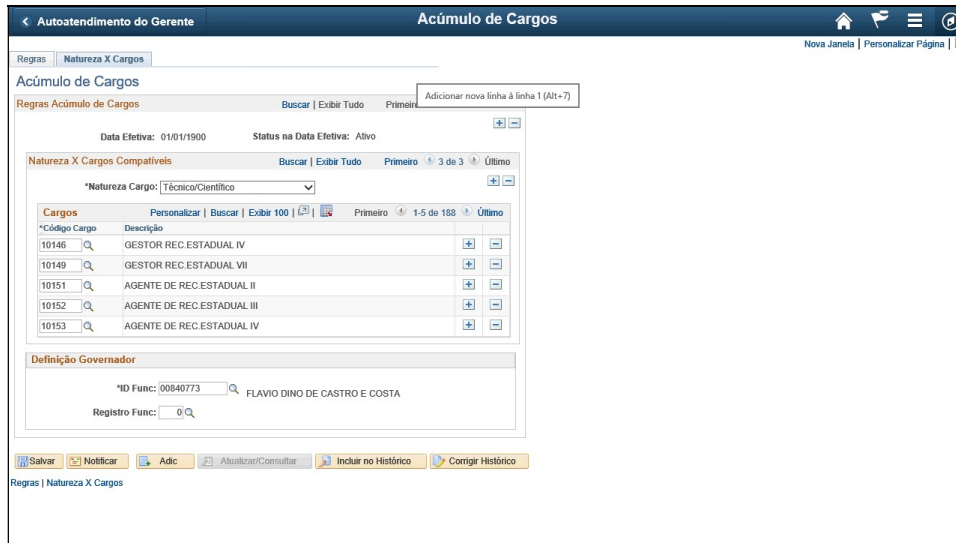 Autoatendimento do Gerente Acúmulo de Cargos
Nova Janela | Personalizar Página |
Regras Natureza X Cargos
Acúmulo de Cargos
Adicionar nova linha à linha 1 (Alt+7)
Regras Acúmulo de Cargos Buscar | Exibir Tudo
Data Efetiva: 01/01/1900 Status na Data Efetiva: Ativo
Natureza X Cargos Compatíveis Buscar | Exibir Tudo Primeiro 3 de 3 Último
*Natureza Cargo: Técnico/Científico
Cargos Personalizar | Buscar | Exibir 100 | | Primeiro 1-5 de 188 Último
*Código Cargo Descrição
10146 GESTOR REC.ESTADUAL IV
10149 GESTOR REC.ESTADUAL VII
10151 AGENTE DE REC.ESTADUAL II
10152 AGENTE DE REC.ESTADUAL III
10153 AGENTE DE REC.ESTADUAL IV
Definição Governador
*ID Func: 00840773 FLAVIO DINO DE CASTRO E COSTA
Registro Func: 0
Salvar Notificar Adic Atualizar/Consultar Incluir no Histórico Corrigir Histórico
Regras | Natureza X Cargos